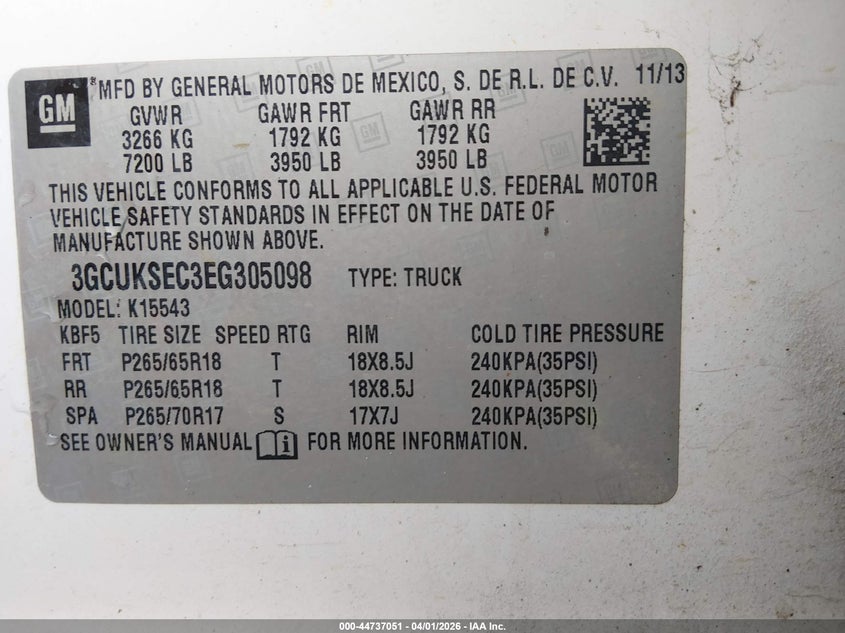 GM
® MFD BY GENERAL MOTORS DE MEXICO, S. DE R.L. DE C.V. 11/13
GVWR GAWR FRT GAWR RR
3266 KG 1792 KG 1792 KG
7200 LB 3950 LB 3950 LB
THIS VEHICLE CONFORMS TO ALL APPLICABLE U.S. FEDERAL MOTOR
VEHICLE SAFETY STANDARDS IN EFFECT ON THE DATE OF
MANUFACTURE SHOWN ABOVE.
3GCUKSEC3EG305098 TYPE: TRUCK
MODEL: K15543
KBF5 TIRE SIZE SPEED RTG RIM COLD TIRE PRESSURE
FRT P265/65R18 T 18X8.5J 240KPA(35PSI)
RR P265/65R18 T 18X8.5J 240KPA(35PSI)
SPA P265/70R17 S 17X7J 240KPA(35PSI)
SEE OWNER'S MANUAL i FOR MORE INFORMATION.
000-44737051 | 04/01/2026 - IAA Inc.